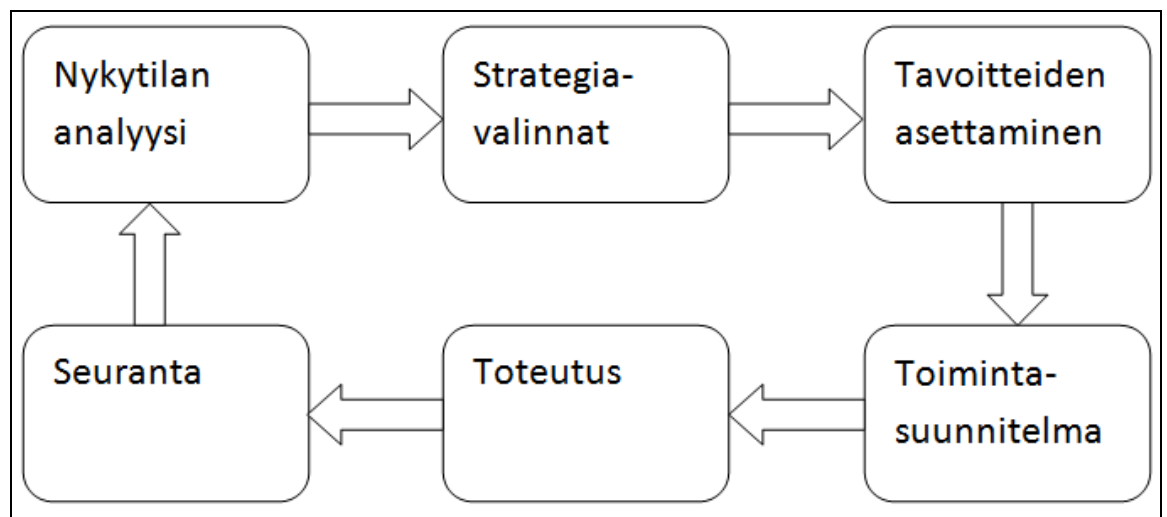 Nykytilan
analyysi
Strategia-
valinnat
Tavoitteiden
asettaminen
Seuranta
Toteutus
Toiminta-
suunnitelma